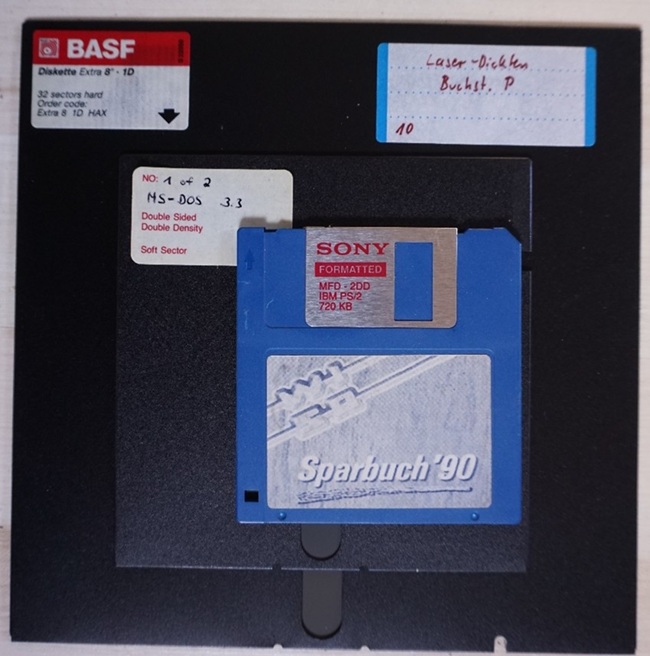 BASF
Diskette Extra 8" · 1D
32 sectors hard
Order code:
Extra 8 1D HAX
Laser-Dichten
Buchst. P
10
NO: 1 of 2
MS-DOS 3.3
Double Sided
Double Density
Soft Sector
SONY
FORMATTED
MFD - 2DD
IBM PS/2
720 KB
Sparbuch '90